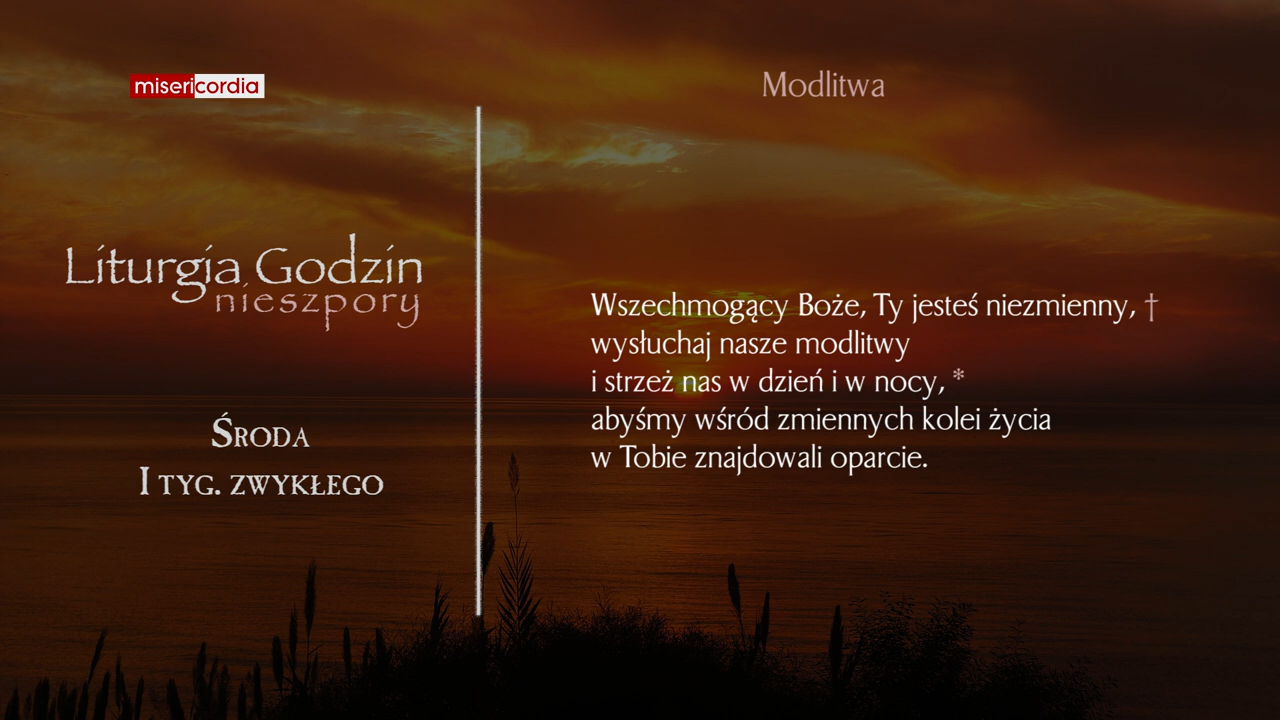 misericordia
Liturgia Godzin
nieszpory
Środa
I tyg. zwykłego
Modlitwa
Wszechmogący Boże, Ty jesteś niezmienny, †
wysłuchaj nasze modlitwy
i strzeż nas w dzień i w nocy, *
abyśmy wśród zmiennych kolei życia
w Tobie znajdowali oparcie.